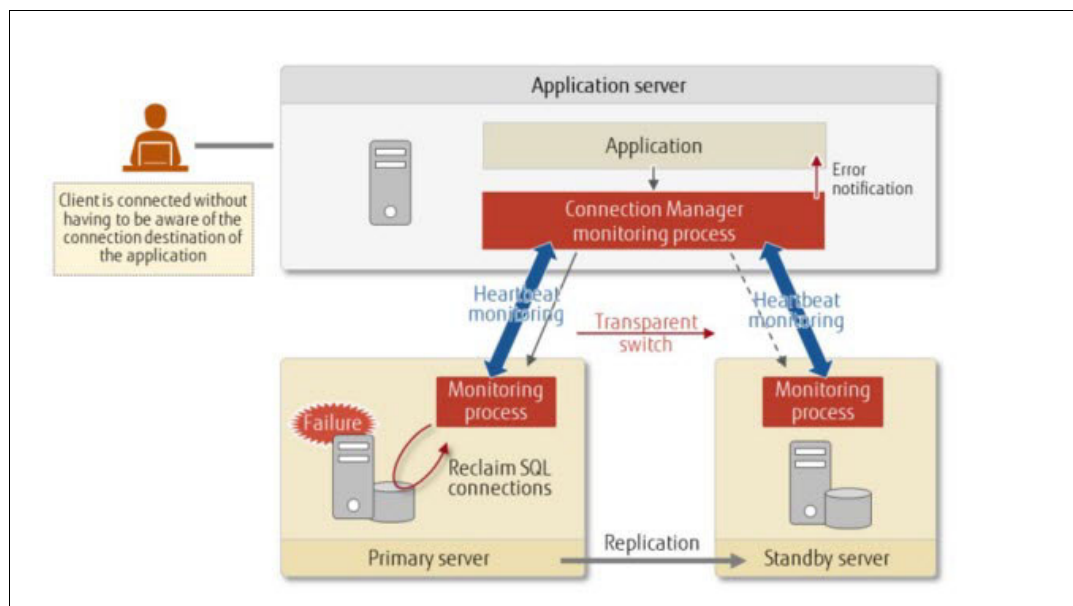 Application server
Application
Error
notification
Connection Manager
monitoring process
Client is connected without
having to be aware of the
connection destination of
the application
Heartbeat
monitoring
Transparent
switch
Heartbeat
monitoring
Monitoring
process
Failure
Reclaim SQL
connections
Primary server
Replication
Monitoring
process
Standby server